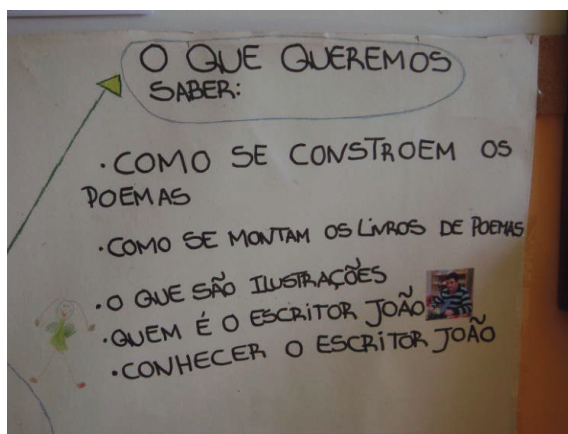 O QUE QUEREMOS
SABER:
· COMO SE CONSTROEM OS
POEMAS
· COMO SE MONTAM OS LIVROS DE POEMAS
· O QUE SÃO ILUSTRAÇÕES
· QUEM É O ESCRITOR JOÃO
· CONHECER O ESCRITOR JOÃO